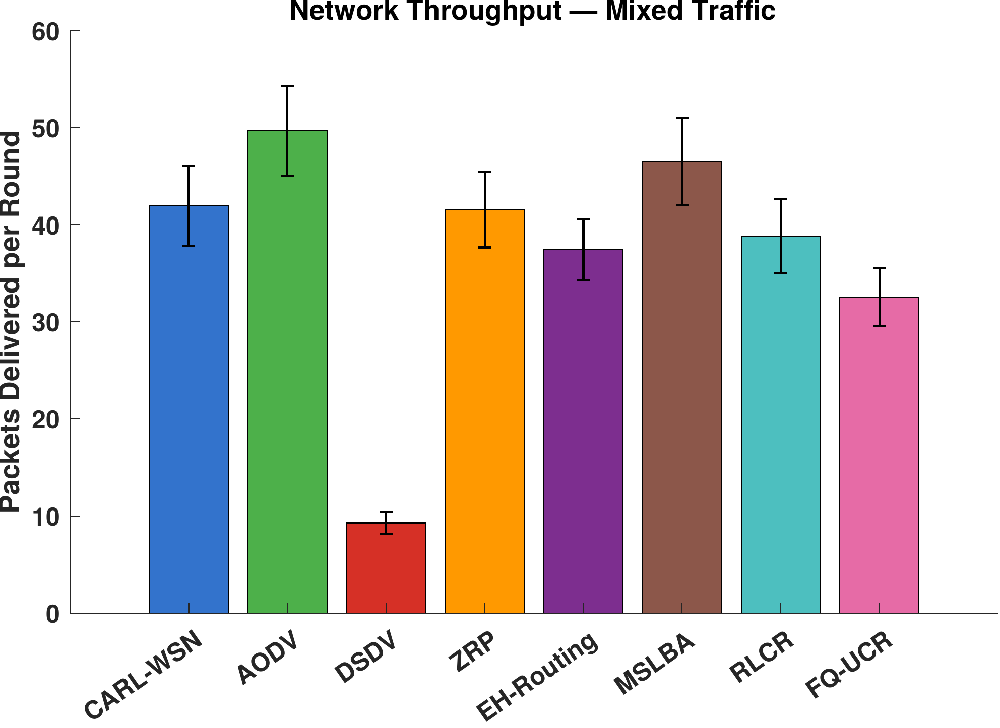 Network Throughput — Mixed Traffic
Packets Delivered per Round
60
50
40
30
20
10
0
CARL-WSN
AODV
DSDV
ZRP
EH-Routing
MSLBA
RLCR
FQ-UCR